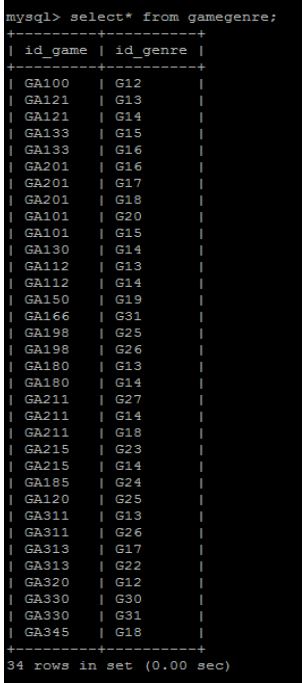 mysql> select* from gamegenre;
+---------+----------+
| id_game | id_genre |
+---------+----------+
| GA100   | G12      |
| GA121   | G13      |
| GA121   | G14      |
| GA133   | G15      |
| GA133   | G16      |
| GA201   | G16      |
| GA201   | G17      |
| GA201   | G18      |
| GA101   | G20      |
| GA101   | G15      |
| GA130   | G14      |
| GA112   | G13      |
| GA112   | G14      |
| GA150   | G19      |
| GA166   | G31      |
| GA198   | G25      |
| GA198   | G26      |
| GA180   | G13      |
| GA180   | G14      |
| GA211   | G27      |
| GA211   | G14      |
| GA211   | G18      |
| GA215   | G23      |
| GA215   | G14      |
| GA185   | G24      |
| GA120   | G25      |
| GA311   | G13      |
| GA311   | G26      |
| GA313   | G17      |
| GA313   | G22      |
| GA320   | G12      |
| GA330   | G30      |
| GA330   | G31      |
| GA345   | G18      |
+---------+----------+
34 rows in set (0.00 sec)